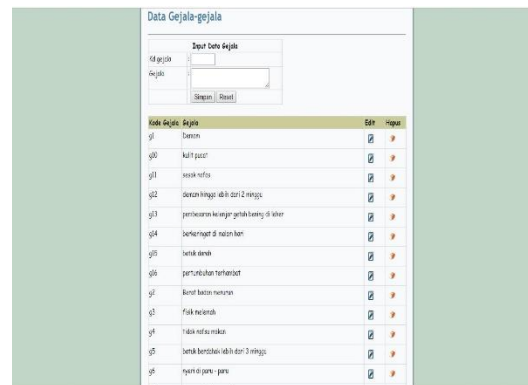 Data Gejala-gejala
Input Data Gejala
Kd gejala :
Gejala :
Simpan Reset
Kode Gejala Gejala Edit Hapus
g1 Demam
g10 kulit pucat
g11 sesak nafas
g12 demam hingga lebih dari 2 minggu
g13 pembesaran kelenjar getah bening di leher
g14 berkeringat di malam hari
g15 batuk darah
g16 pertumbuhan terhambat
g2 Berat badan menurun
g3 fisik melemah
g4 tidak nafsu makan
g5 batuk berdahak lebih dari 3 minggu
g6 nyeri di paru - paru